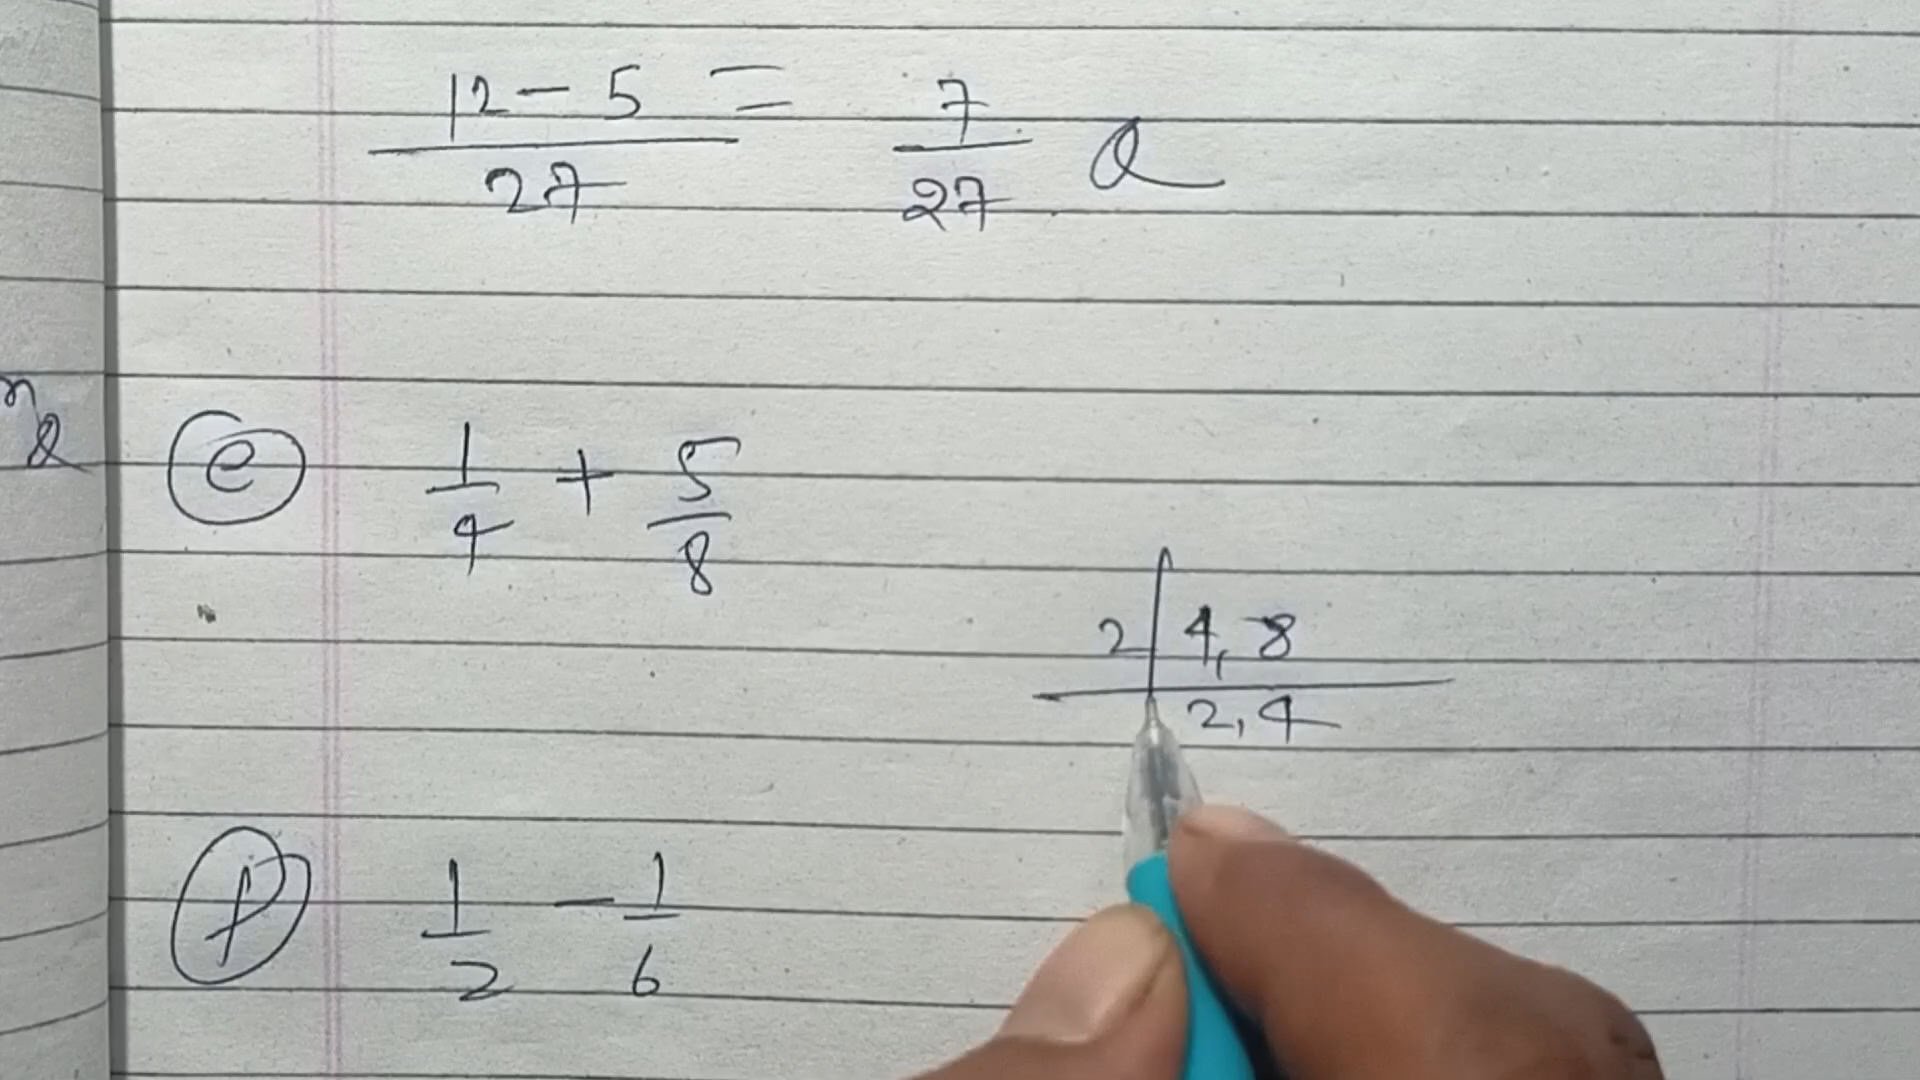 12 - 5 = 7
27 27
e 1/4 + 5/8
2 | 4, 8
2, 4
f 1/2 - 1/6